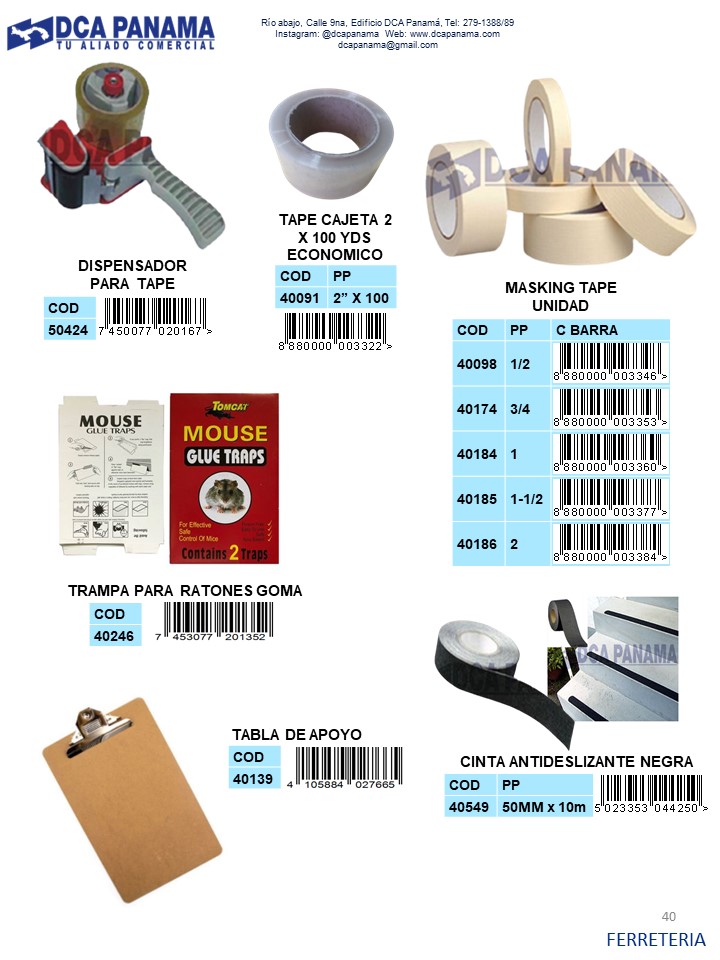 DCA PANAMA
TU ALIADO COMERCIAL
Río abajo, Calle 9na, Edificio DCA Panamá, Tel: 279-1388/89
Instagram: @dcapanama Web: www.dcapanama.com
dcapanama@gmail.com
DCA PA
DISPENSADOR
PARA TAPE
COD
50424
7 450077 020167 >
TAPE CAJETA 2
X 100 YDS
ECONOMICO
COD PP
40091 2” X 100
8 880000 003322 >
DCA PANAMA
MASKING TAPE
UNIDAD
COD PP C BARRA
40098 1/2 8 880000 003346 >
40174 3/4 8 880000 003353 >
40184 1 8 880000 003360 >
40185 1-1/2 8 880000 003377 >
40186 2 8 880000 003384 >
MOUSE
GLUE TRAPS
TOMCAT
MOUSE
GLUE TRAPS
For Effective
Safe
Control Of Mice
Contains 2 Traps
TRAMPA PARA RATONES GOMA
COD
40246
7 453077 201352
DCA PANAMA
CINTA ANTIDESLIZANTE NEGRA
COD PP
40549 50MM x 10m
5 023353 044250 >
TABLA DE APOYO
COD
40139
4 105884 027665
40
FERRETERIA